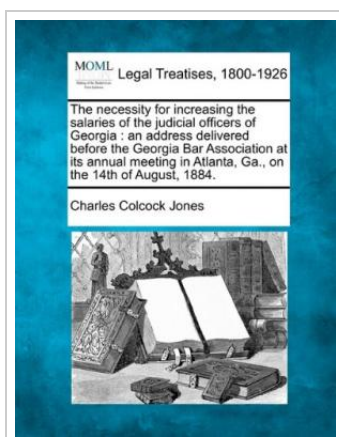 MOML
Legal Treatises, 1800-1926
The necessity for increasing the
salaries of the judicial officers of
Georgia : an address delivered
before the Georgia Bar Association at
its annual meeting in Atlanta, Ga., on
the 14th of August, 1884.
Charles Colcock Jones